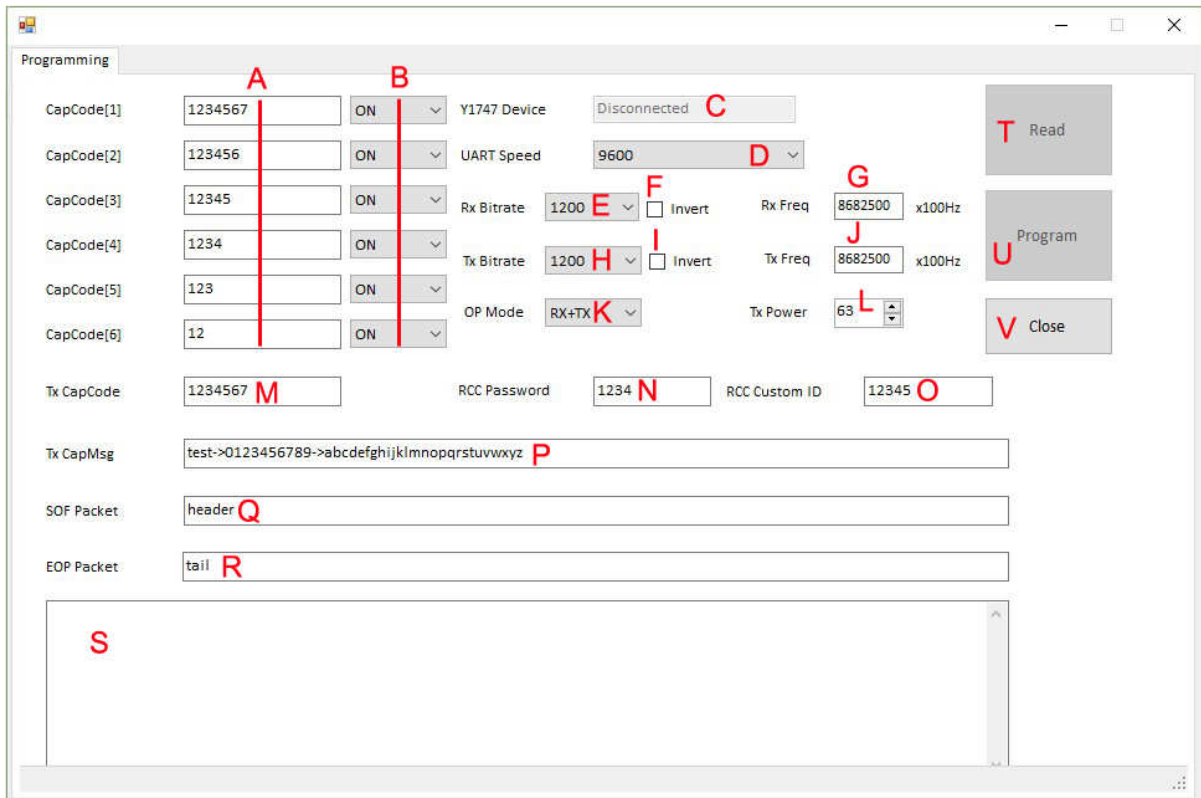 Programming
A
B
CapCode[1] 1234567 ON Y1747 Device Disconnected C
T Read
CapCode[2] 123456 ON UART Speed 9600 D
F
G
CapCode[3] 12345 ON Rx Bitrate 1200 E Invert Rx Freq 8682500 x100Hz
I
J
U Program
CapCode[4] 1234 ON Tx Bitrate 1200 H Invert Tx Freq 8682500 x100Hz
CapCode[5] 123 ON OP Mode RX+TX K Tx Power 63 L
V Close
CapCode[6] 12 ON
Tx CapCode 1234567 M RCC Password 1234 N RCC Custom ID 12345 O
Tx CapMsg test->0123456789->abcdefghijklmnopqrstuvwxyz P
SOF Packet header Q
EOP Packet tail R
S